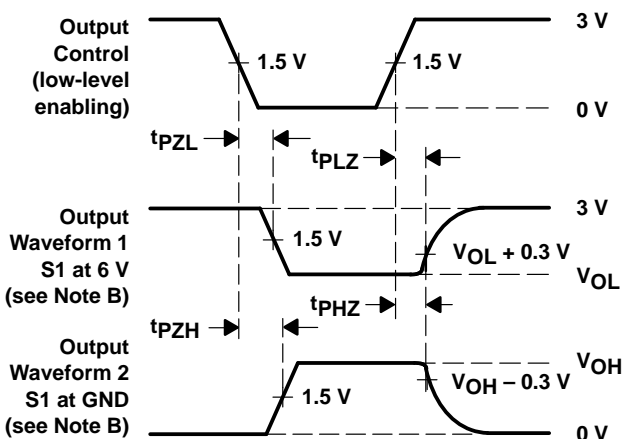 Output
Control
(low-level
enabling)
1.5 V
1.5 V
3 V
0 V
tPZL
tPLZ
Output
Waveform 1
S1 at 6 V
(see Note B)
1.5 V
3 V
VOL + 0.3 V
VOL
tPZH
tPHZ
Output
Waveform 2
S1 at GND
(see Note B)
1.5 V
VOH
VOH – 0.3 V
0 V